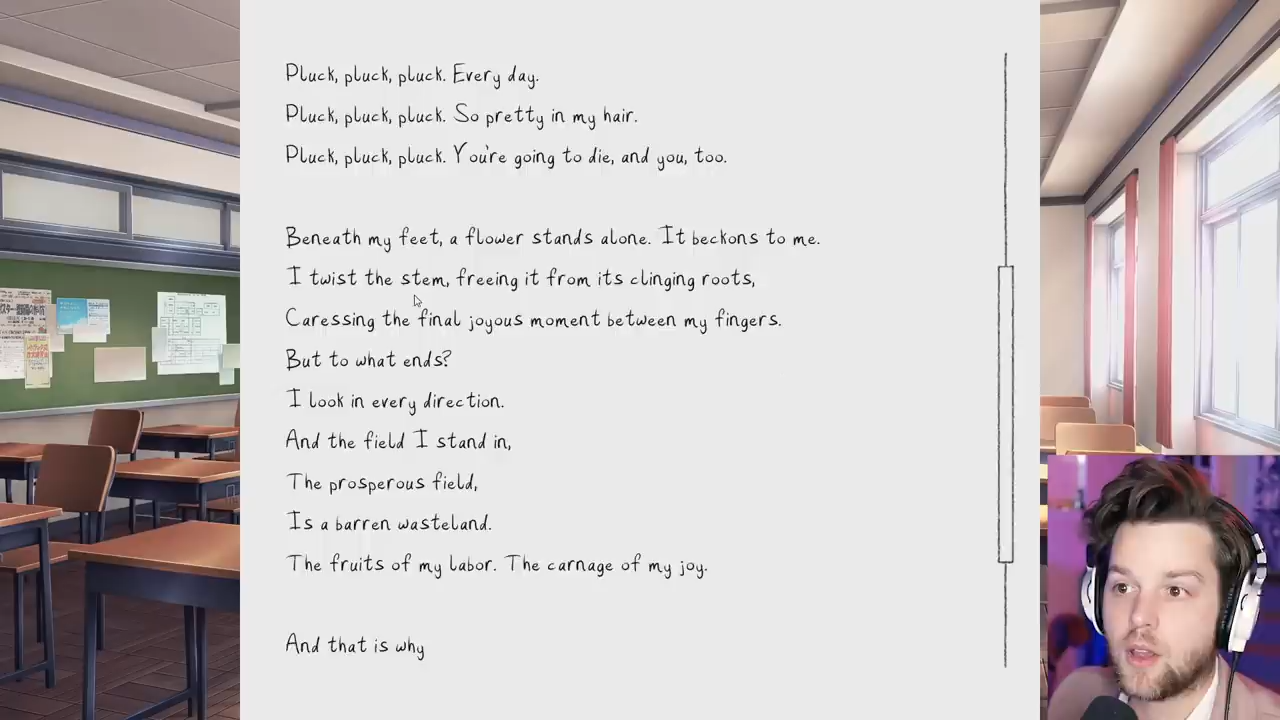 Pluck, pluck, pluck. Every day.
Pluck, pluck, pluck. So pretty in my hair.
Pluck, pluck, pluck. You're going to die, and you, too.
Beneath my feet, a flower stands alone. It beckons to me.
I twist the stem, freeing it from its clinging roots,
Caressing the final joyous moment between my fingers.
But to what ends?
I look in every direction.
And the field I stand in,
The prosperous field,
Is a barren wasteland.
The fruits of my labor. The carnage of my joy.
And that is why